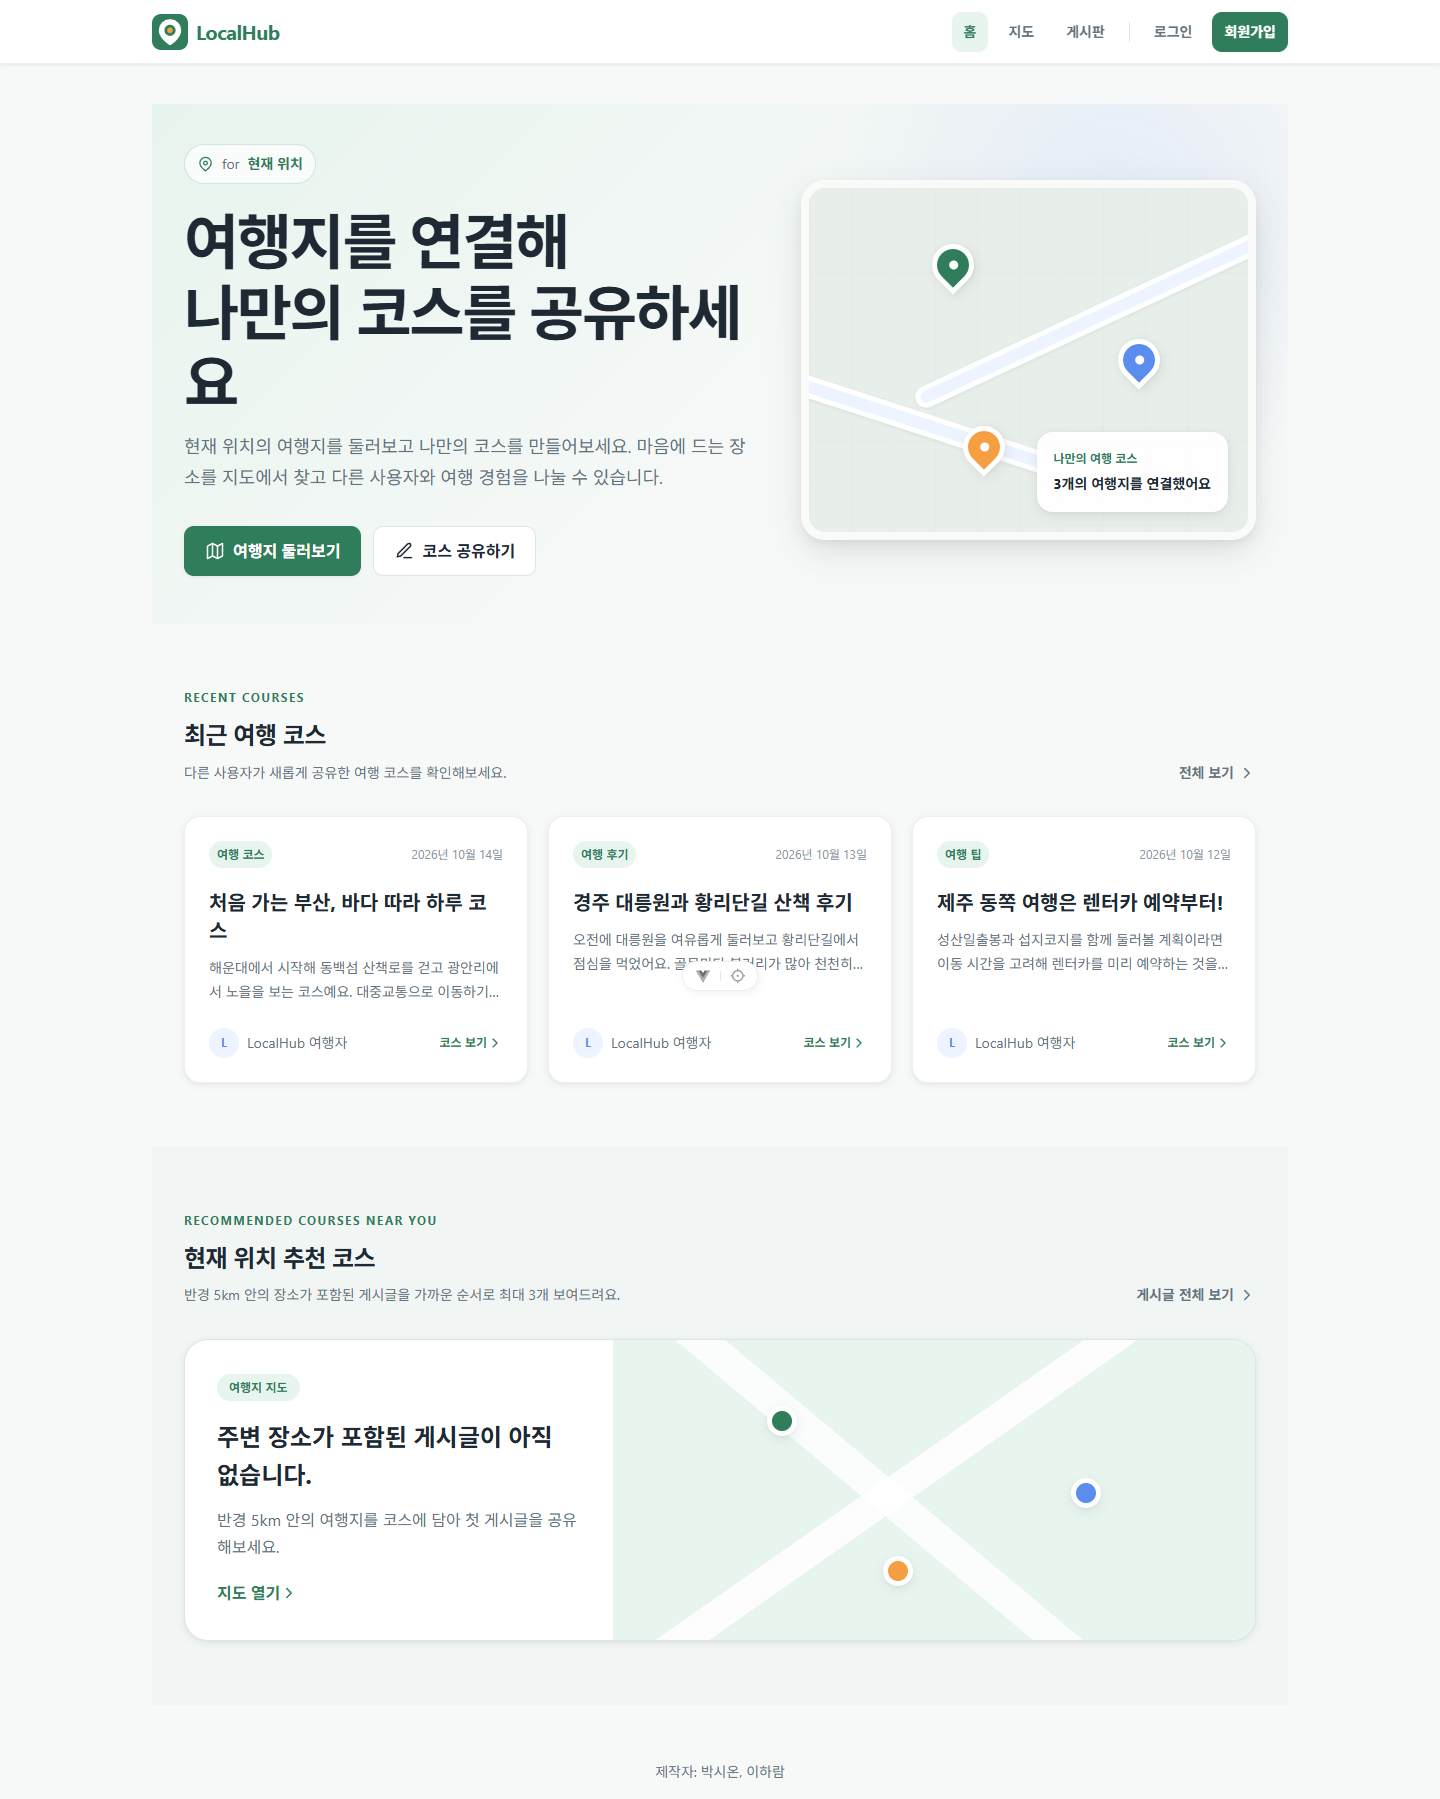 LocalHub
홈
지도
게시판
로그인
회원가입
for 현재 위치
여행지를 연결해
나만의 코스를 공유하세
요
현재 위치의 여행지를 둘러보고 나만의 코스를 만들어보세요. 마음에 드는 장
소를 지도에서 찾고 다른 사용자와 여행 경험을 나눌 수 있습니다.
여행지 둘러보기
코스 공유하기
나만의 여행 코스
3개의 여행지를 연결했어요
RECENT COURSES
최근 여행 코스
다른 사용자가 새롭게 공유한 여행 코스를 확인해보세요.
전체 보기
여행 코스
2026년 10월 14일
처음 가는 부산, 바다 따라 하루 코
스
해운대에서 시작해 동백섬 산책로를 걷고 광안리에
서 노을을 보는 코스예요. 대중교통으로 이동하기...
L
LocalHub 여행자
코스 보기
여행 후기
2026년 10월 13일
경주 대릉원과 황리단길 산책 후기
오전에 대릉원을 여유롭게 둘러보고 황리단길에서
점심을 먹었어요. 많아 천천히...
L
LocalHub 여행자
코스 보기
여행 팁
2026년 10월 12일
제주 동쪽 여행은 렌터카 예약부터!
성산일출봉과 섭지코지를 함께 둘러볼 계획이라면
이동 시간을 고려해 렌터카를 미리 예약하는 것을...
L
LocalHub 여행자
코스 보기
RECOMMENDED COURSES NEAR YOU
현재 위치 추천 코스
반경 5km 안의 장소가 포함된 게시글을 가까운 순서로 최대 3개 보여드려요.
게시글 전체 보기
여행지 지도
주변 장소가 포함된 게시글이 아직
없습니다.
반경 5km 안의 여행지를 코스에 담아 첫 게시글을 공유
해보세요.
지도 열기
제작자: 박시온, 이하람